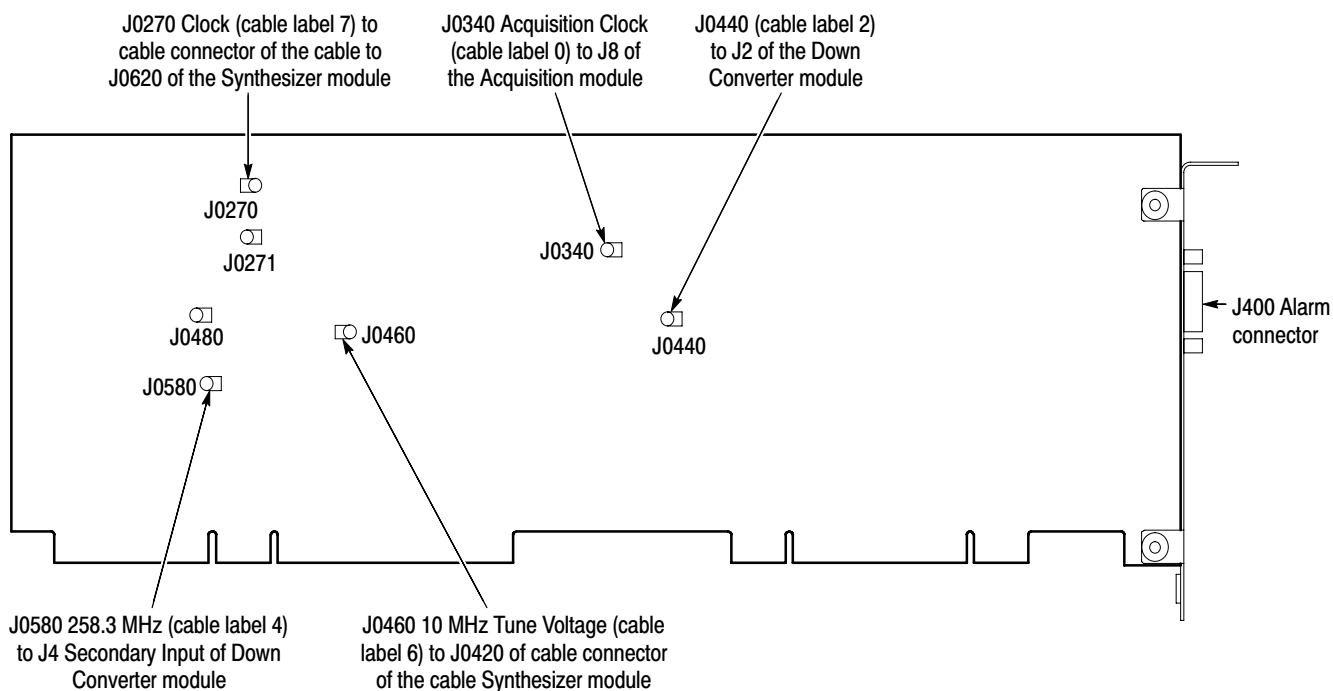 J0270 Clock (cable label 7) to
cable connector of the cable to
J0620 of the Synthesizer module
J0340 Acquisition Clock
(cable label 0) to J8 of
the Acquisition module
J0440 (cable label 2)
to J2 of the Down
Converter module
J0270
J0271
J0340
J0480
J0460
J0440
J400 Alarm
connector
J0580
J0580 258.3 MHz (cable label 4)
to J4 Secondary Input of Down
Converter module
J0460 10 MHz Tune Voltage (cable
label 6) to J0420 of cable connector
of the cable Synthesizer module